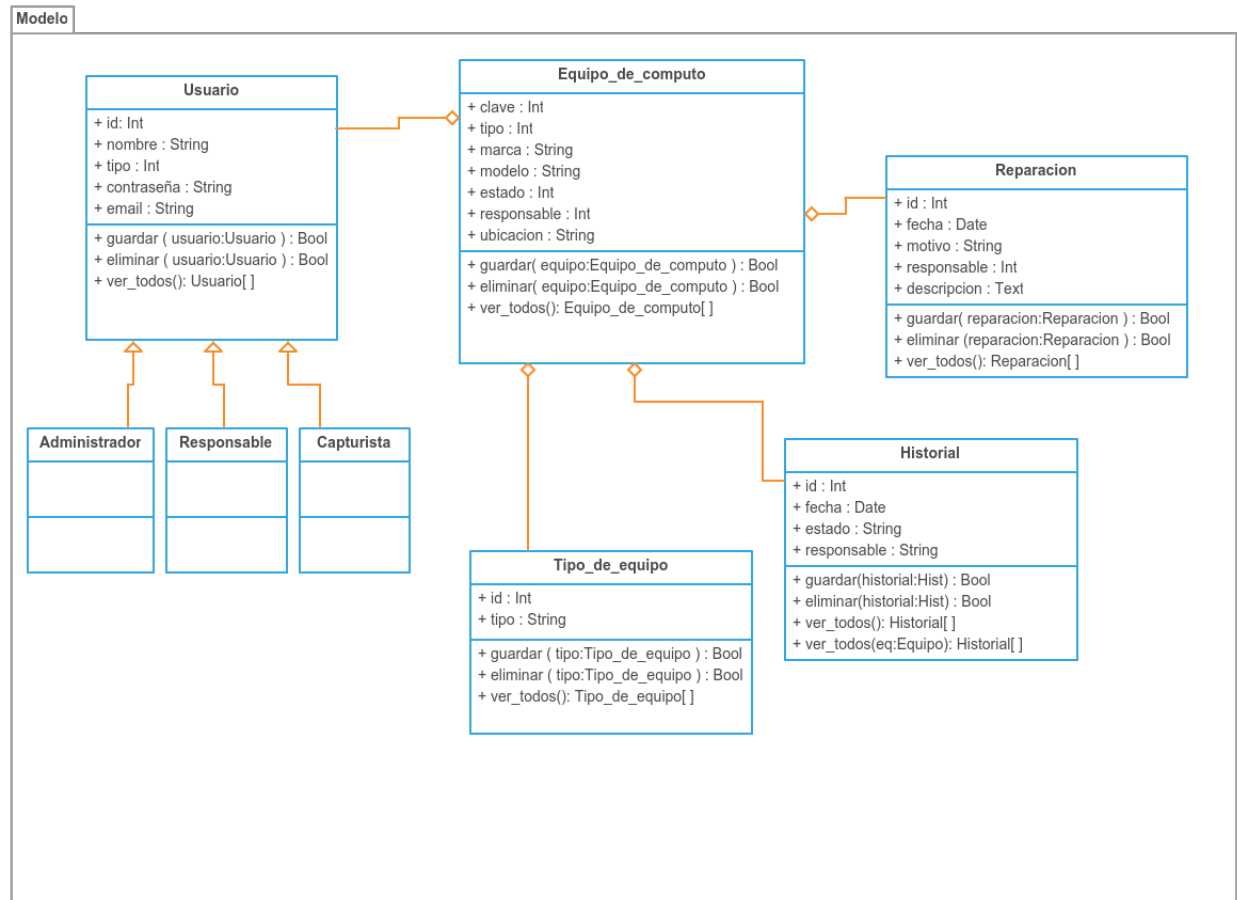 Modelo
Usuario
+ id: Int
+ nombre : String
+ tipo : Int
+ contraseña : String
+ email : String
+ guardar ( usuario:Usuario ) : Bool
+ eliminar ( usuario:Usuario ) : Bool
+ ver_todos(): Usuario[ ]
Equipo_de_computo
+ clave : Int
+ tipo : Int
+ marca : String
+ modelo : String
+ estado : Int
+ responsable : Int
+ ubicacion : String
+ guardar( equipo:Equipo_de_computo ) : Bool
+ eliminar( equipo:Equipo_de_computo ) : Bool
+ ver_todos(): Equipo_de_computo[ ]
Reparacion
+ id : Int
+ fecha : Date
+ motivo : String
+ responsable : Int
+ descripcion : Text
+ guardar( reparacion:Reparacion ) : Bool
+ eliminar (reparacion:Reparacion ) : Bool
+ ver_todos(): Reparacion[ ]
Administrador
Responsable
Capturista
Historial
+ id : Int
+ fecha : Date
+ estado : String
+ responsable : String
+ guardar(historial:Hist) : Bool
+ eliminar(historial:Hist) : Bool
+ ver_todos(): Historial[ ]
+ ver_todos(eq:Equipo): Historial[ ]
Tipo_de_equipo
+ id : Int
+ tipo : String
+ guardar ( tipo:Tipo_de_equipo ) : Bool
+ eliminar ( tipo:Tipo_de_equipo ) : Bool
+ ver_todos(): Tipo_de_equipo[ ]